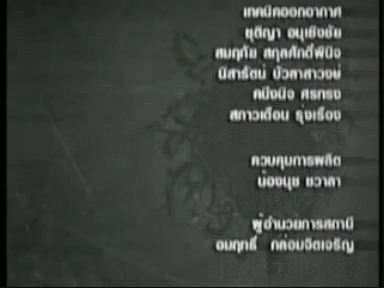 เทคนิคออกอากาศ
ชุติญา อนุเชิงชัย
สมฤทัย สกุลศักดิ์พินิจ
นิสารัตน์ บัวลาสาวงษ์
คนึงนิจ ศรทรง
สภาวเดือน รุ่งเรือง
ควบคุมการผลิต
น้องนุช ชวาลา
ผู้อำนวยการสถานี
อมฤทธิ์ กล่อมจิตเจริญ